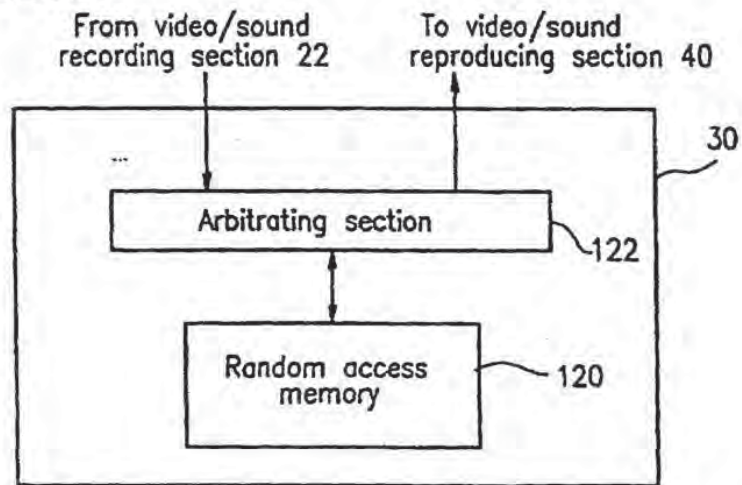 From video/sound
recording section 22
To video/sound
reproducing section 40
30
Arbitrating section
122
Random access
memory
120